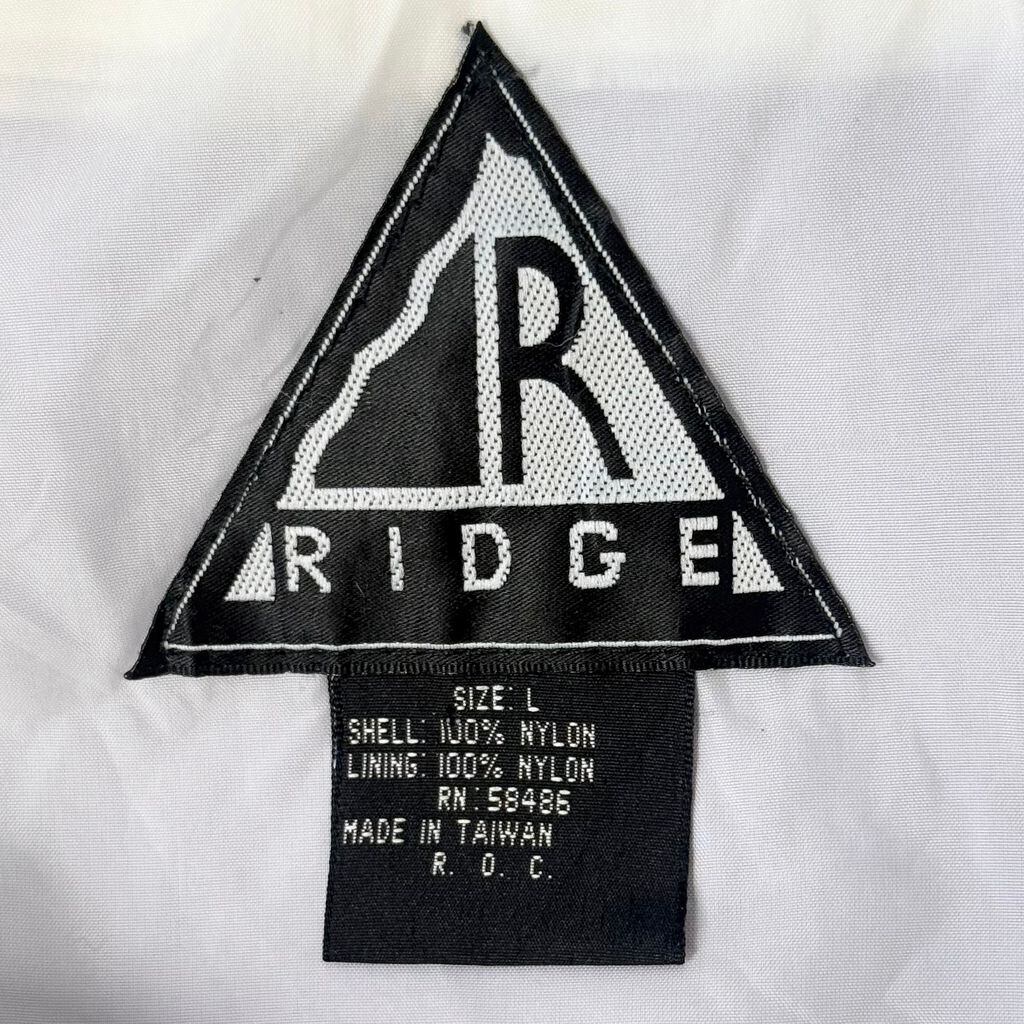 R
RIDGE
SIZE: L
SHELL: 100% NYLON
LINING: 100% NYLON
RN: 58486
MADE IN TAIWAN
R. O. C.